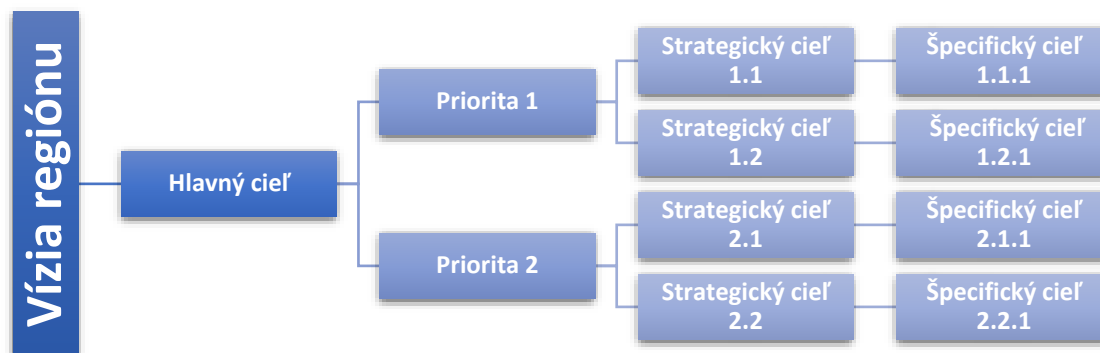 Vízia regiónu
Hlavný cieľ
Priorita 1
Strategický cieľ
1.1
Špecifický cieľ
1.1.1
Strategický cieľ
1.2
Špecifický cieľ
1.2.1
Priorita 2
Strategický cieľ
2.1
Špecifický cieľ
2.1.1
Strategický cieľ
2.2
Špecifický cieľ
2.2.1